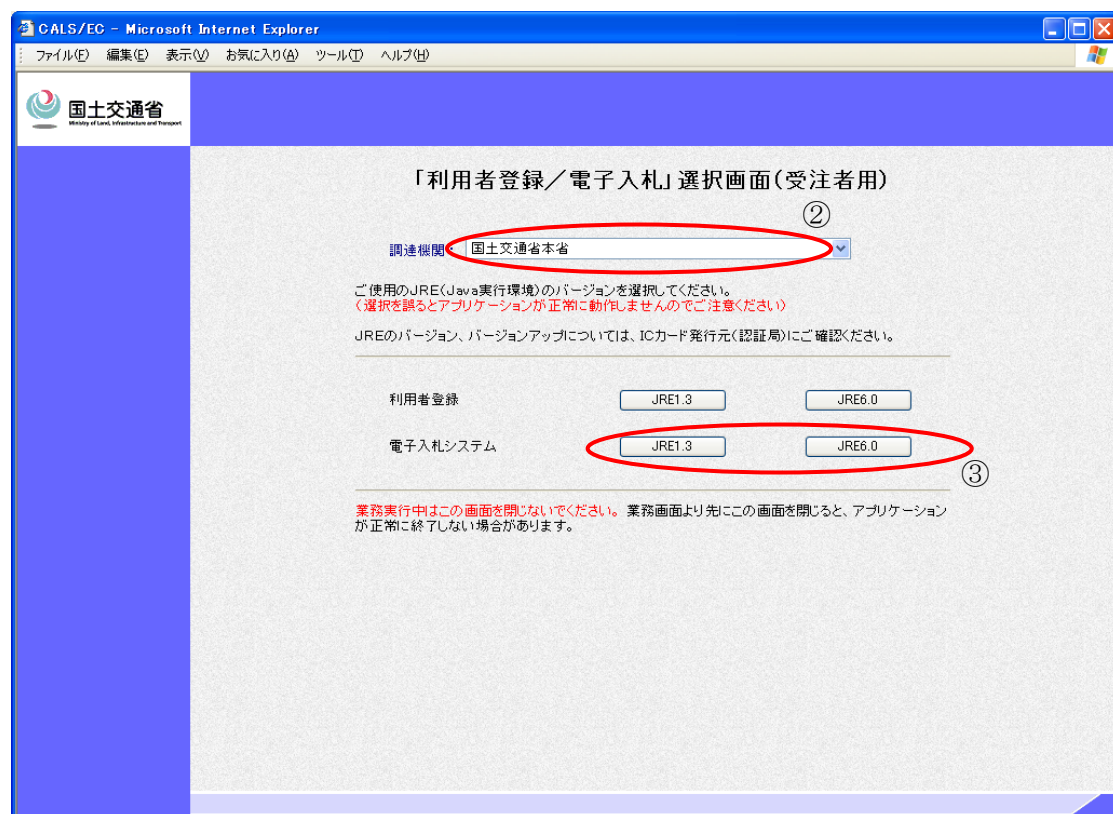 CALS/EC - Microsoft Internet Explorer
ファイル(F) 編集(E) 表示(V) お気に入り(A) ツール(T) ヘルプ(H)
国土交通省
Ministry of Land, Infrastructure and Transport
「利用者登録／電子入札」選択画面(受注者用)
②
調達機関： 国土交通省本省
ご使用のJRE(Java実行環境)のバージョンを選択してください。
(選択を誤るとアプリケーションが正常に動作しませんのでご注意ください)
JREのバージョン、バージョンアップについては、ICカード発行元(認証局)にご確認ください。
利用者登録 JRE1.3 JRE6.0
電子入札システム JRE1.3 JRE6.0
③
業務実行中はこの画面を閉じないでください。業務画面より先にこの画面を閉じると、アプリケーション
が正常に終了しない場合があります。